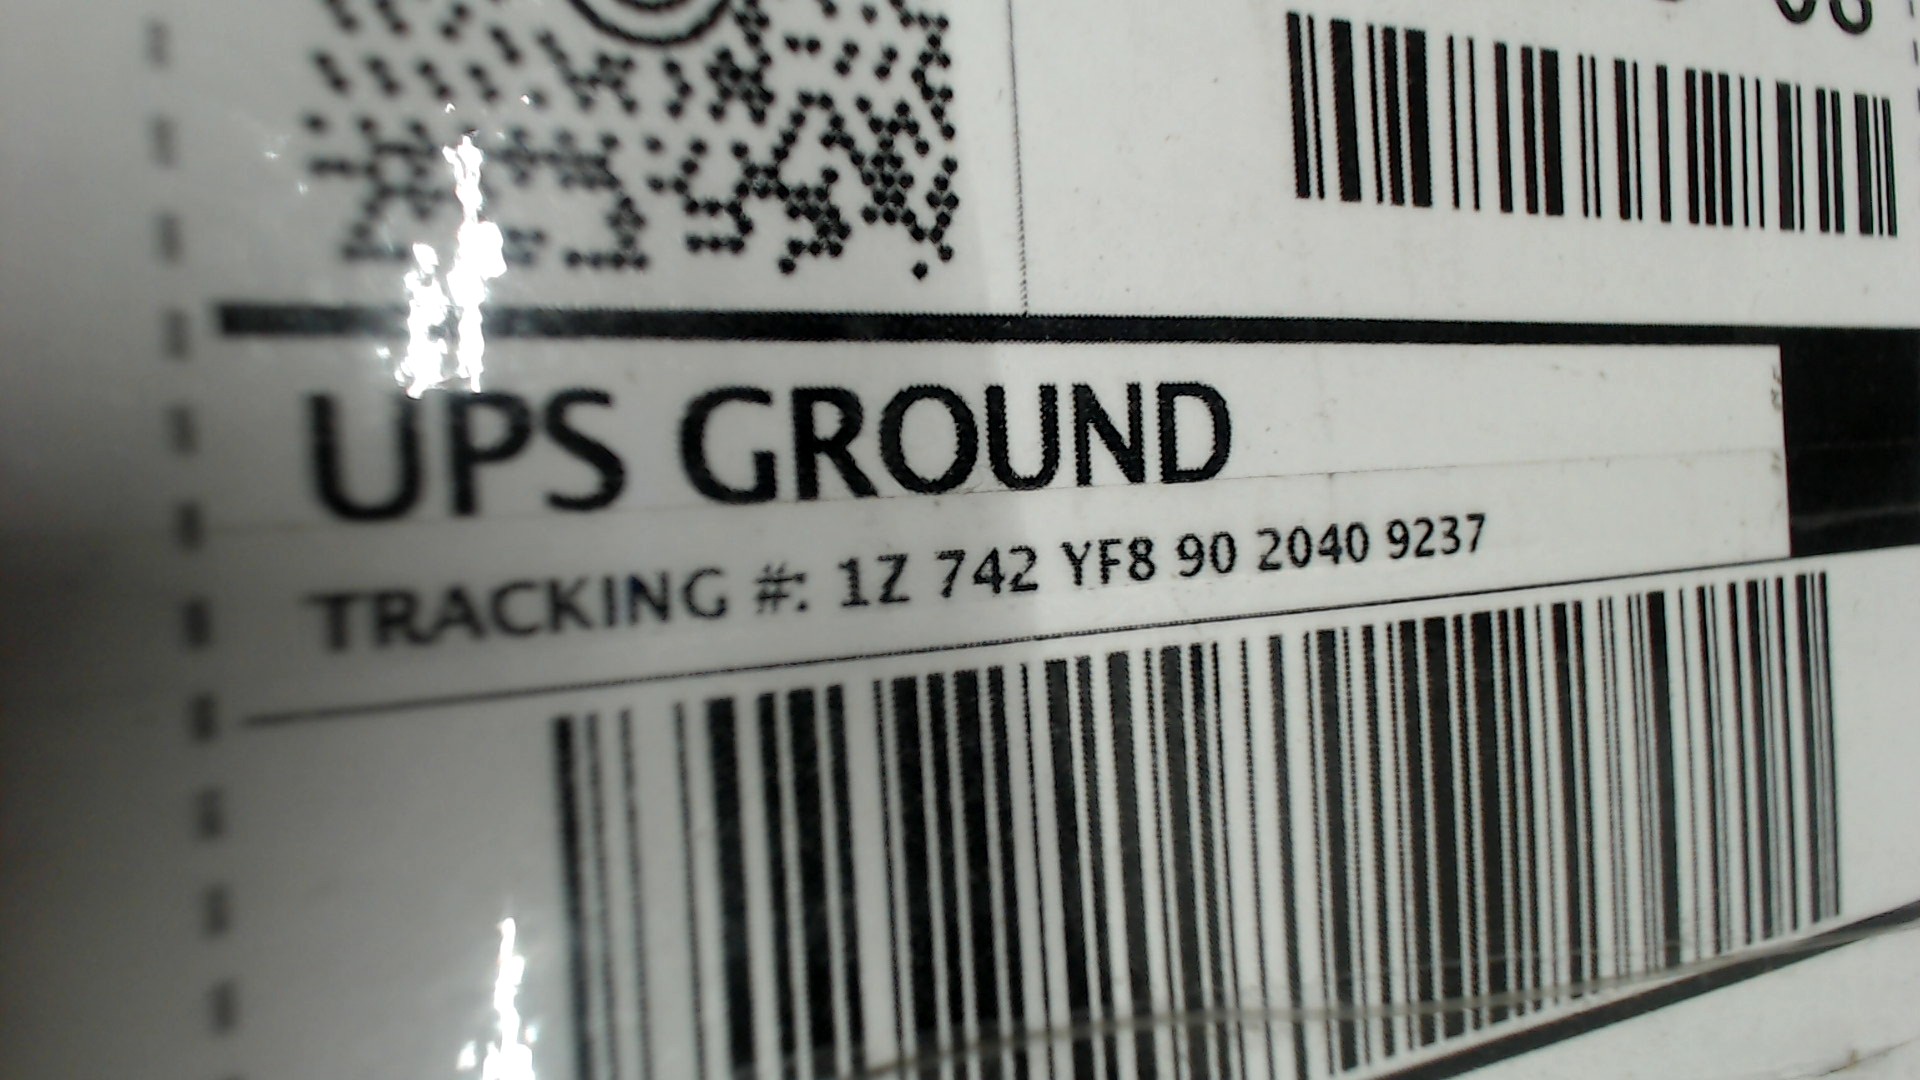 UPS GROUND
TRACKING #: 1Z 742 YF8 90 2040 9237